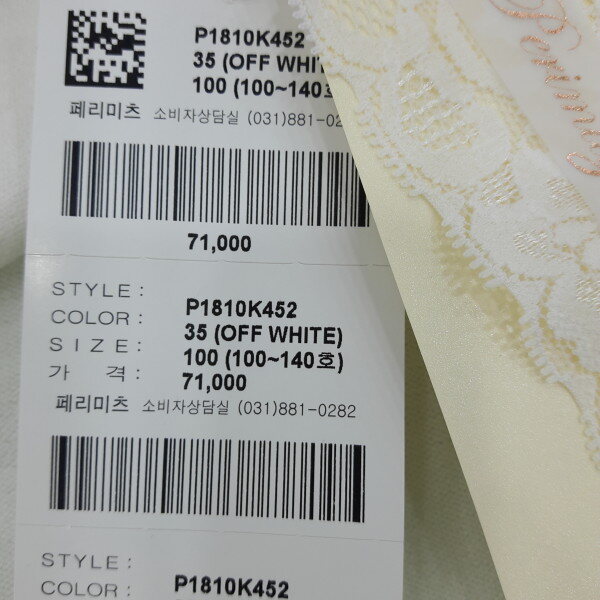 P1810K452
35 (OFF WHI
100 (100~140호
페리미츠 소비자상담실 (031)881-02
71,000
STYLE: P1810K452
COLOR: 35 (OFF WHITE)
SIZE: 100 (100~140호)
가 격: 71,000
페리미츠 소비자상담실 (031)881-0282
STYLE:
COLOR: P1810K452